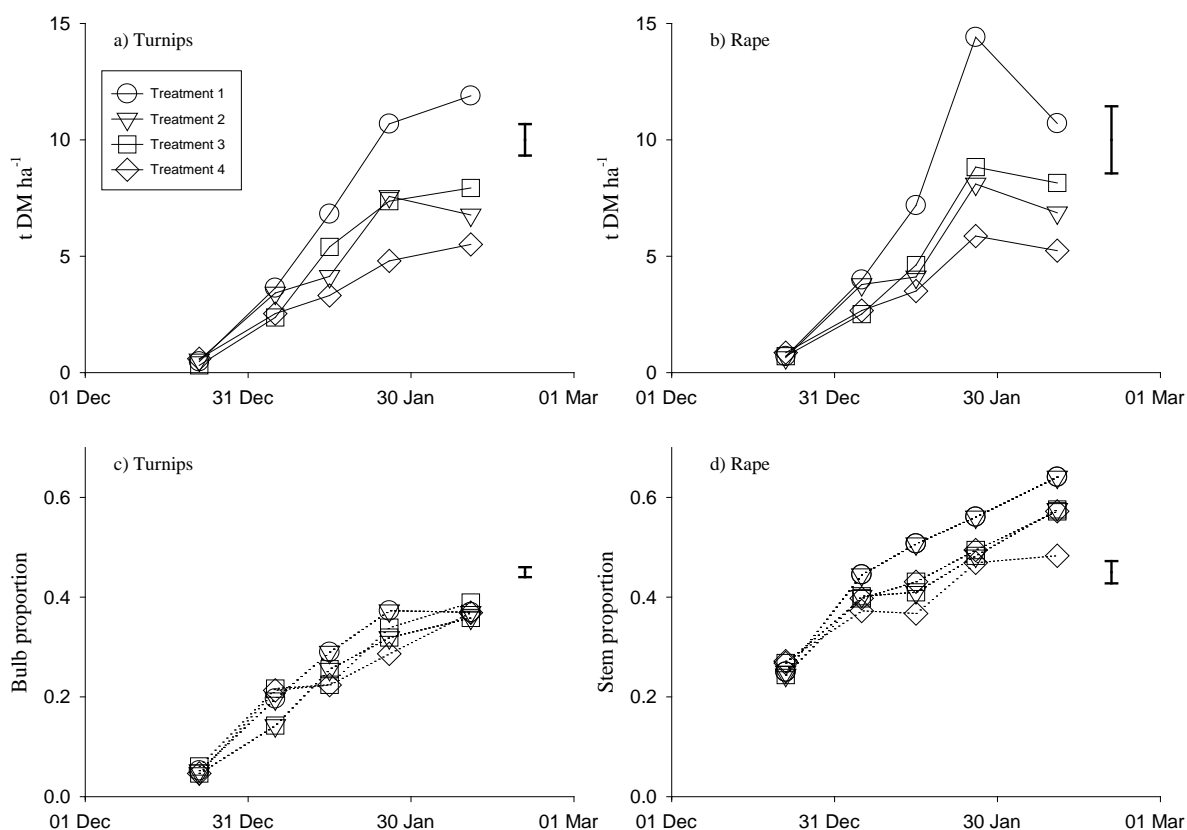 a) Turnips
Treatment 1
Treatment 2
Treatment 3
Treatment 4
t DM ha⁻¹
15
10
5
0
01 Dec 31 Dec 30 Jan 01 Mar
b) Rape
t DM ha⁻¹
15
10
5
0
01 Dec 31 Dec 30 Jan 01 Mar
c) Turnips
Bulb proportion
0.6
0.4
0.2
0.0
01 Dec 31 Dec 30 Jan 01 Mar
d) Rape
Stem proportion
0.6
0.4
0.2
0.0
01 Dec 31 Dec 30 Jan 01 Mar